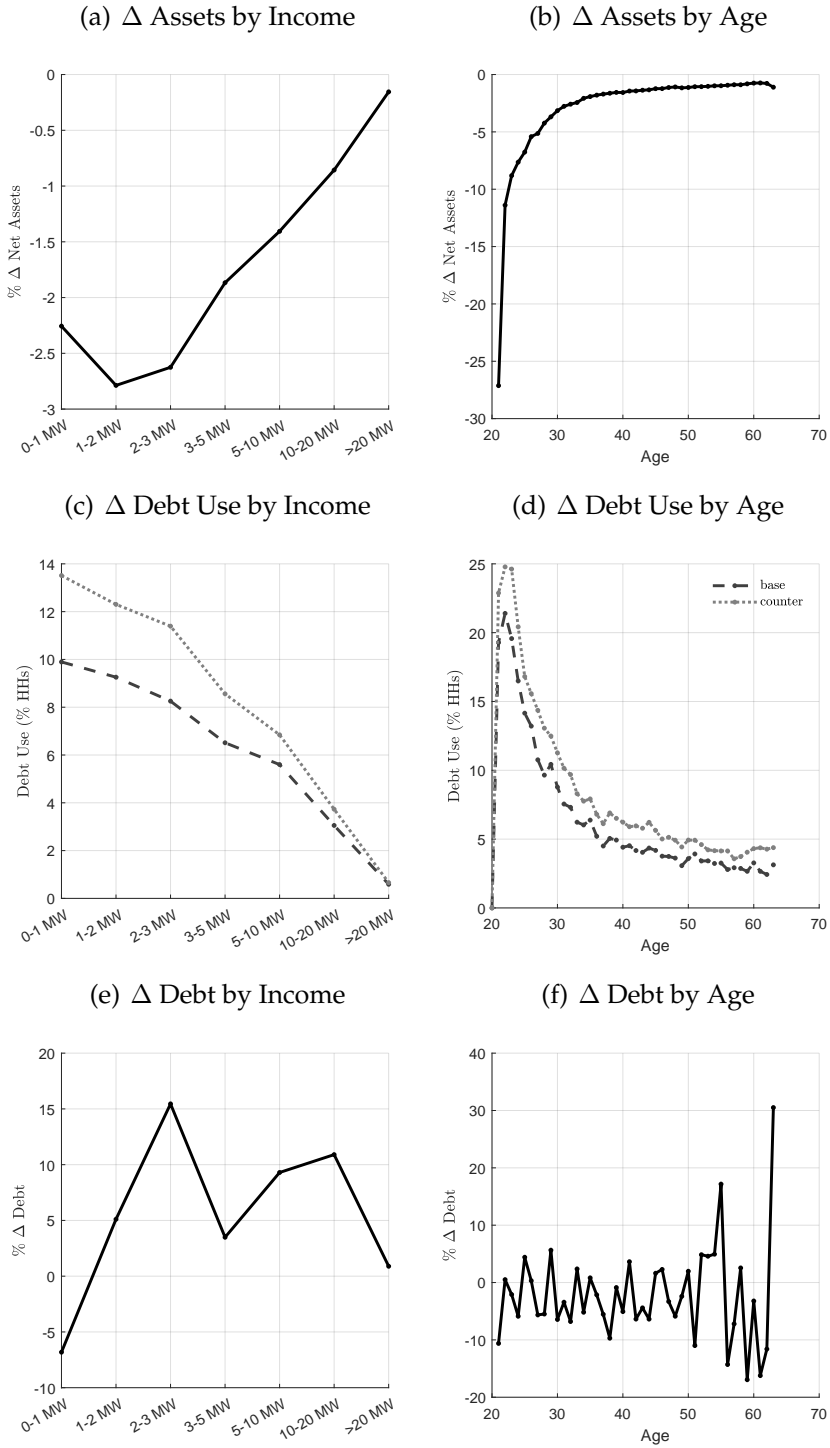 (a) Δ Assets by Income
0
-0.5
-1
-1.5
-2
-2.5
-3
% Δ Net Assets
0-1 MW
1-2 MW
2-3 MW
3-5 MW
5-10 MW
10-20 MW
>20 MW
(b) Δ Assets by Age
0
-5
-10
-15
-20
-25
-30
% Δ Net Assets
20 30 40 50 60 70
Age
(c) Δ Debt Use by Income
14
12
10
8
6
4
2
0
Debt Use (% HHs)
0-1 MW
1-2 MW
2-3 MW
3-5 MW
5-10 MW
10-20 MW
>20 MW
(d) Δ Debt Use by Age
25
20
15
10
5
0
Debt Use (% HHs)
base
counter
20 30 40 50 60 70
Age
(e) Δ Debt by Income
20
15
10
5
0
-5
-10
% Δ Debt
0-1 MW
1-2 MW
2-3 MW
3-5 MW
5-10 MW
10-20 MW
>20 MW
(f) Δ Debt by Age
40
30
20
10
0
-10
-20
% Δ Debt
20 30 40 50 60 70
Age